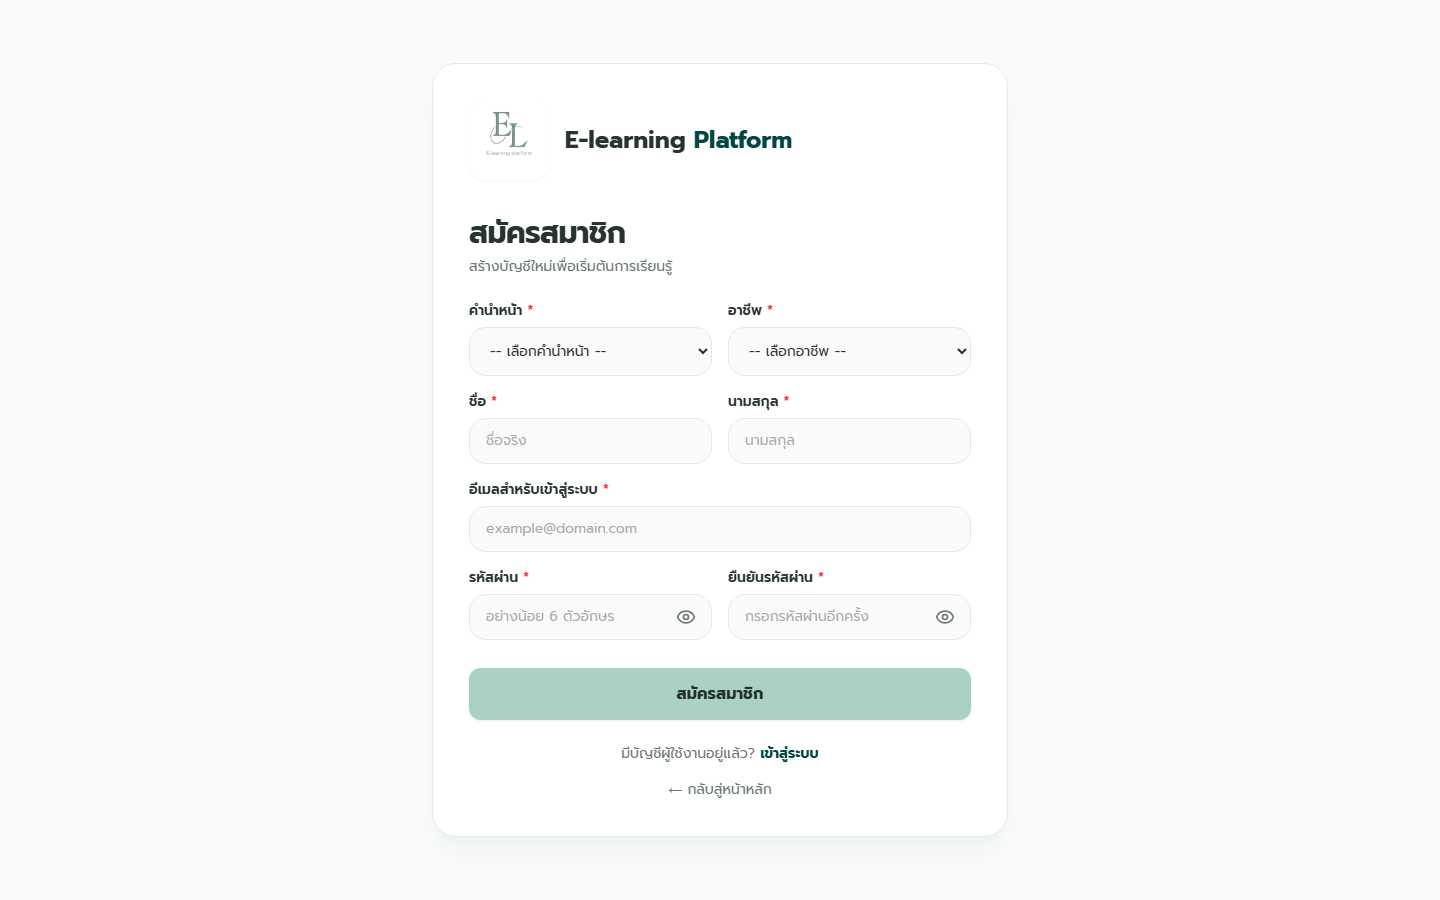 EL
E-learning platform
E-learning Platform
สมัครสมาชิก
สร้างบัญชีใหม่เพื่อเริ่มต้นการเรียนรู้
คำนำหน้า * อาชีพ *
-- เลือกคำนำหน้า -- -- เลือกอาชีพ --
ชื่อ * นามสกุล *
ชื่อจริง นามสกุล
อีเมลสำหรับเข้าสู่ระบบ *
example@domain.com
รหัสผ่าน * ยืนยันรหัสผ่าน *
อย่างน้อย 6 ตัวอักษร กรอกรหัสผ่านอีกครั้ง
สมัครสมาชิก
มีบัญชีผู้ใช้งานอยู่แล้ว? เข้าสู่ระบบ
← กลับสู่หน้าหลัก